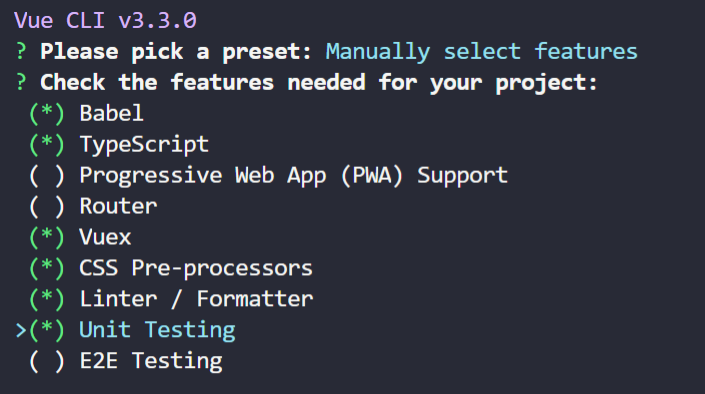 Vue CLI v3.3.0
? Please pick a preset: Manually select features
? Check the features needed for your project:
(*) Babel
(*) TypeScript
( ) Progressive Web App (PWA) Support
( ) Router
(*) Vuex
(*) CSS Pre-processors
(*) Linter / Formatter
>(*) Unit Testing
( ) E2E Testing